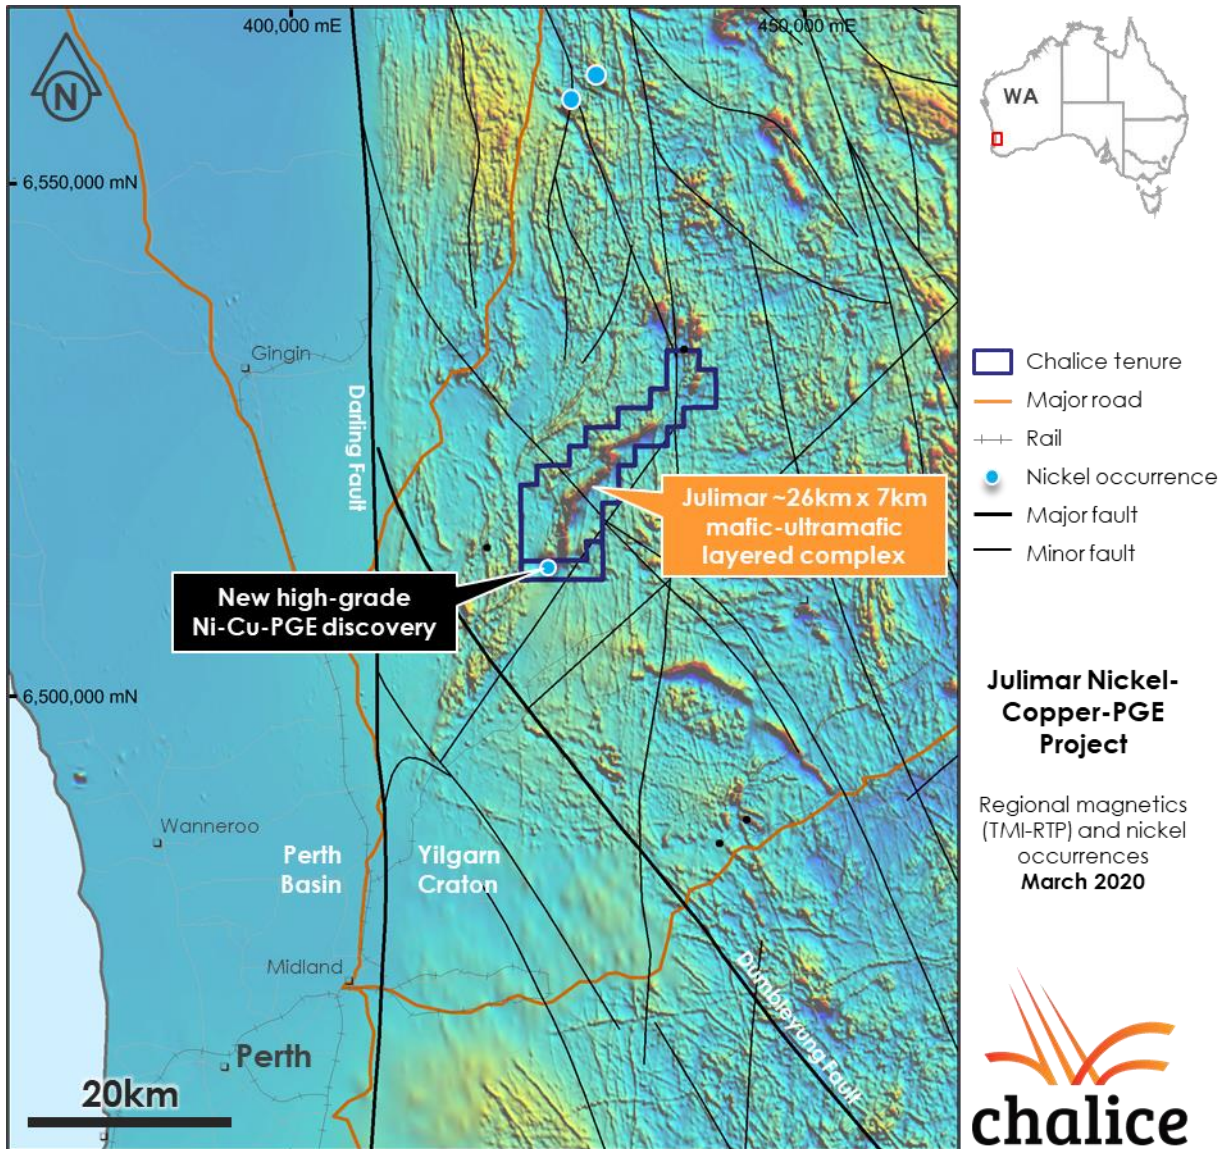 400,000 mE
450,000 mE
N
6,550,000 mN
Gingin
Darling Fault
Julimar ~26km x 7km
mafic-ultramafic
layered complex
New high-grade
Ni-Cu-PGE discovery
6,500,000 mN
Wanneroo
Perth
Basin
Yilgarn
Craton
Midland
Dumbleyung Fault
Perth
20km
WA
Chalice tenure
Major road
Rail
Nickel occurrence
Major fault
Minor fault
Julimar Nickel-
Copper-PGE
Project
Regional magnetics
(TMI-RTP) and nickel
occurrences
March 2020
chalice